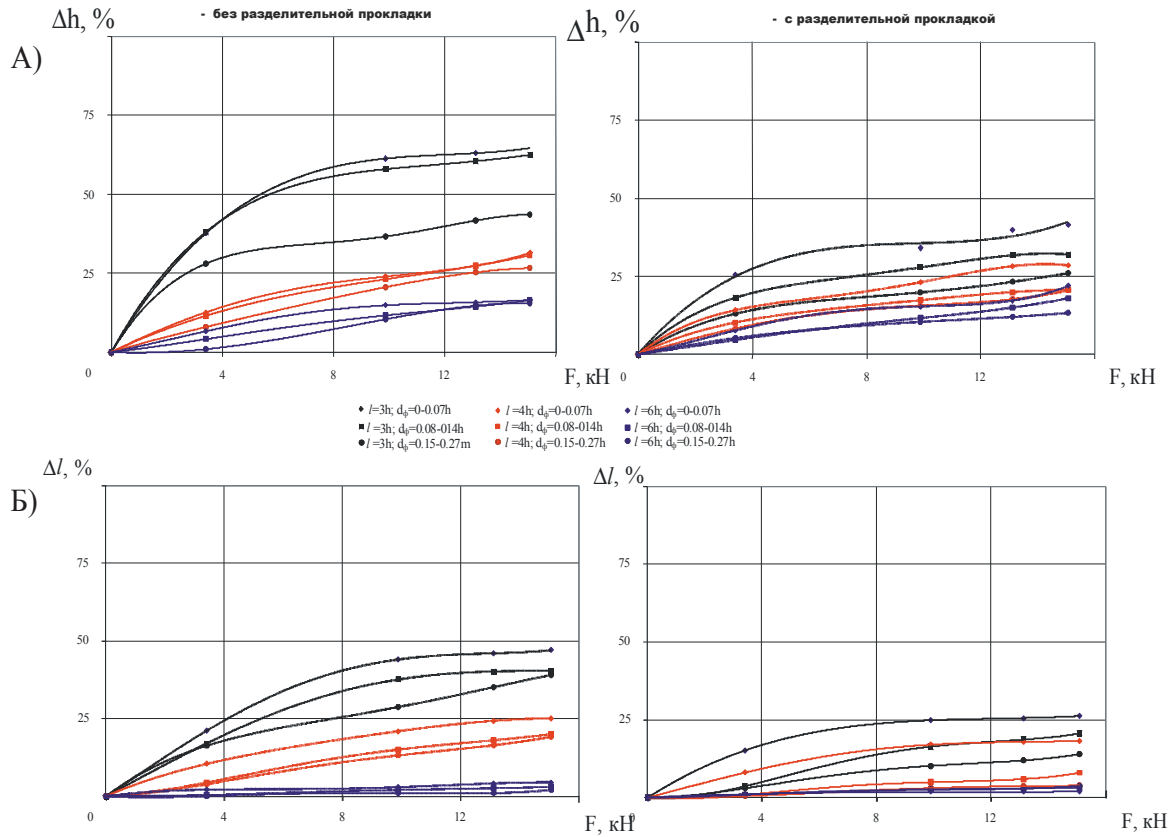 Δh, %
- без разделительной прокладки
Δh, %
- с разделительной прокладкой
А)
75
50
25
0
4
8
12
F, кН
75
50
25
0
4
8
12
F, кН
l=3h; dф=0-0.07h
l=4h; dф=0-0.07h
l=6h; dф=0-0.07h
l=3h; dф=0.08-014h
l=4h; dф=0.08-014h
l=6h; dф=0.08-014h
l=3h; dф=0.15-0.27m
l=4h; dф=0.15-0.27h
l=6h; dф=0.15-0.27h
Δl, %
Δl, %
Б)
75
50
25
0
4
8
12
F, кН
75
50
25
0
4
8
12
F, кН